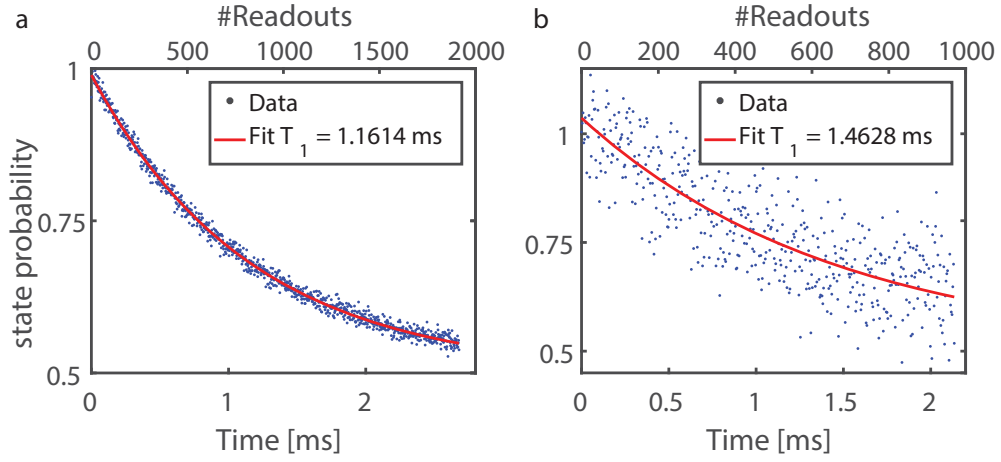 a
#Readouts
0 500 1000 1500 2000
1
0.75
0.5
state probability
Data
Fit T 1 = 1.1614 ms
0 1 2
Time [ms]
b
#Readouts
0 200 400 600 800 1000
1
0.75
0.5
Data
Fit T 1 = 1.4628 ms
0 0.5 1 1.5 2
Time [ms]